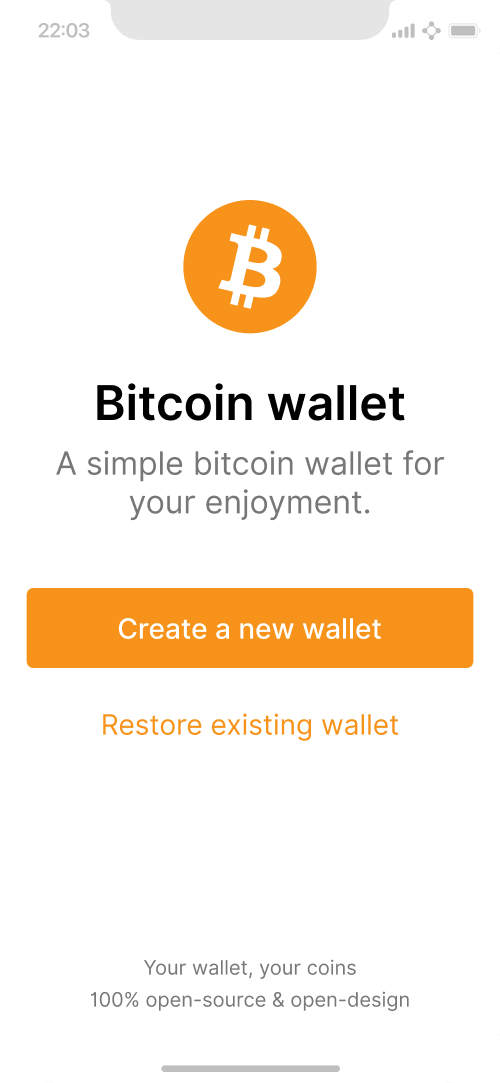 22:03
Bitcoin wallet
A simple bitcoin wallet for
your enjoyment.
Create a new wallet
Restore existing wallet
Your wallet, your coins
100% open-source & open-design